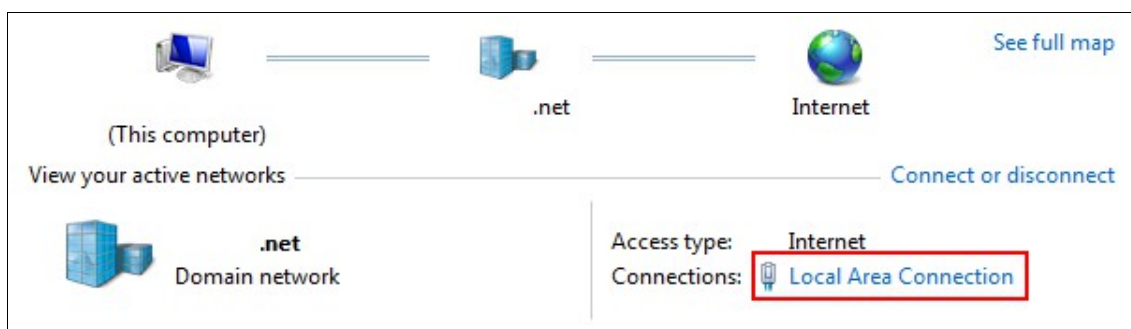 See full map
.net
Internet
(This computer)
View your active networks
Connect or disconnect
.net
Domain network
Access type: Internet
Connections: Local Area Connection